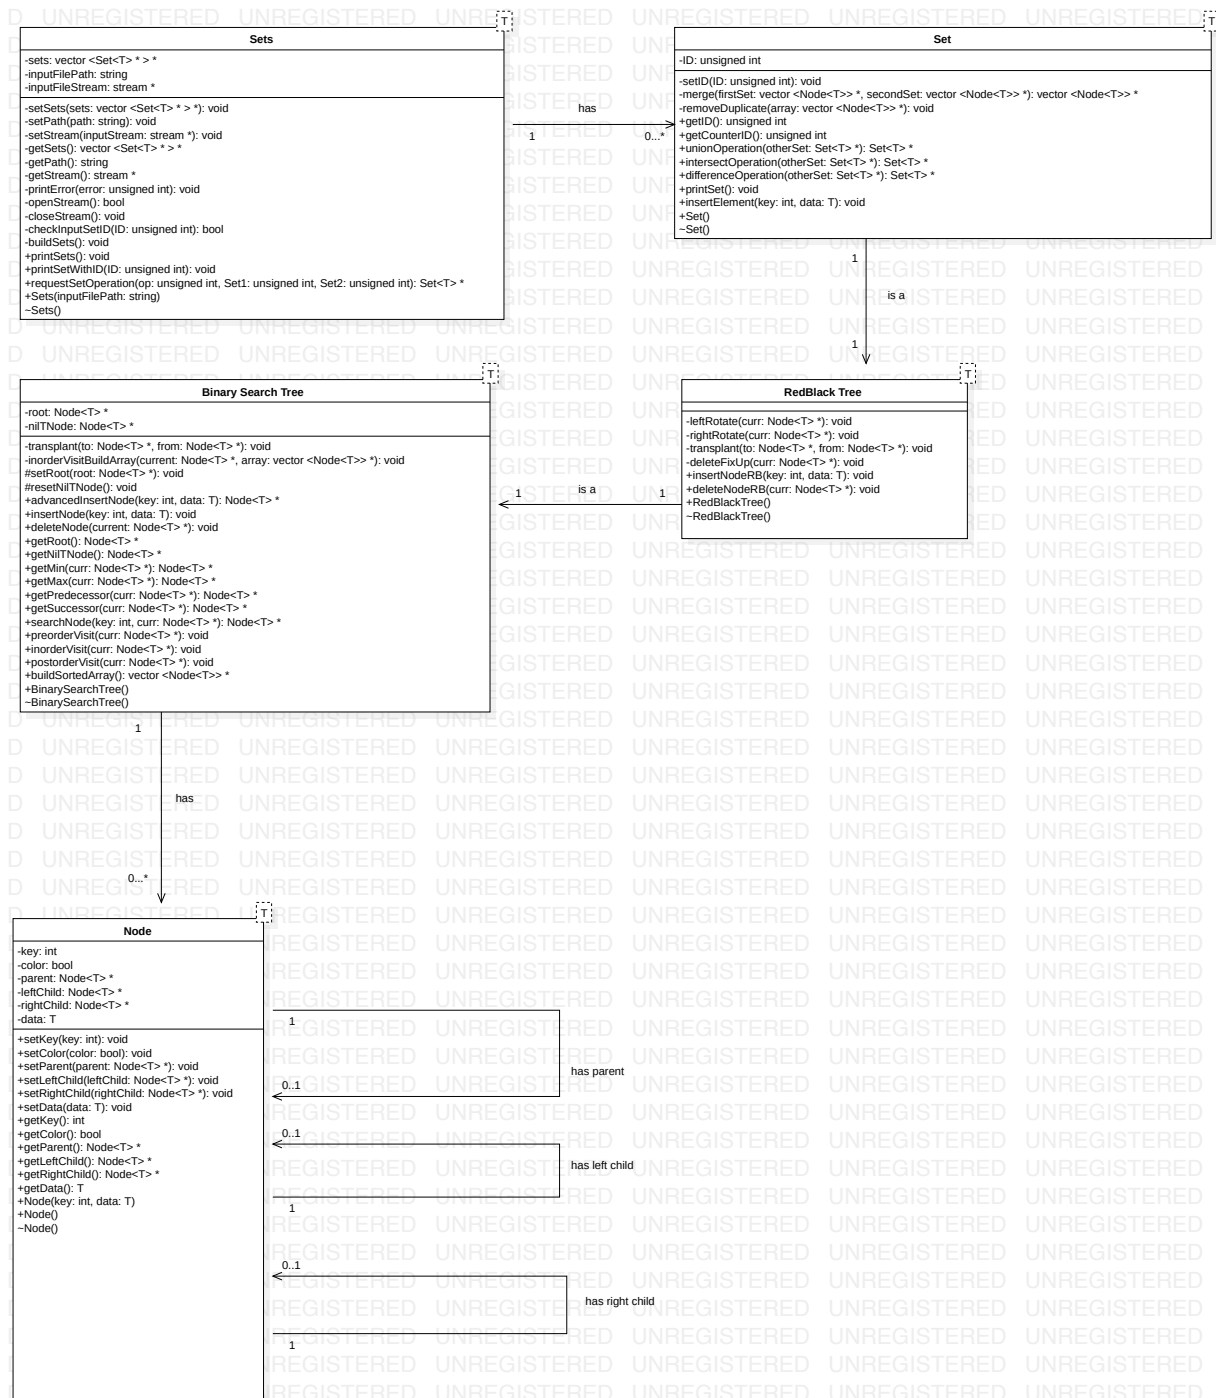 T
Sets
-sets: vector <Set<T> * > *
-inputFilePath: string
-inputFileStream: stream *
-setSets(sets: vector <Set<T> * > *): void
-setPath(path: string): void
-setStream(inputStream: stream *): void
-getSets(): vector <Set<T> * > *
-getPath(): string
-getStream(): stream *
-printError(error: unsigned int): void
-openStream(): bool
-closeStream(): void
-checkInputSetID(ID: unsigned int): bool
-buildSets(): void
+printSets(): void
+printSetWithID(ID: unsigned int): void
+requestSetOperation(op: unsigned int, Set1: unsigned int, Set2: unsigned int): Set<T> *
+Sets(inputFilePath: string)
~Sets()
has
1
0...*
T
Set
-ID: unsigned int
-setID(ID: unsigned int): void
-merge(firstSet: vector <Node<T>> *, secondSet: vector <Node<T>> *): vector <Node<T>> *
-removeDuplicate(array: vector <Node<T>> *): void
+getID(): unsigned int
+getCounterID(): unsigned int
+unionOperation(otherSet: Set<T> *): Set<T> *
+intersectOperation(otherSet: Set<T> *): Set<T> *
+differenceOperation(otherSet: Set<T> *): Set<T> *
+printSet(): void
+insertElement(key: int, data: T): void
+Set()
~Set()
1
is a
1
T
Binary Search Tree
-root: Node<T> *
-nilTNode: Node<T> *
-transplant(to: Node<T> *, from: Node<T> *): void
-inorderVisitBuildArray(current: Node<T> *, array: vector <Node<T>> *): void
#setRoot(root: Node<T> *): void
#resetNilTNode(): void
+advancedInsertNode(key: int, data: T): Node<T> *
+insertNode(key: int, data: T): void
+deleteNode(current: Node<T> *): void
+getRoot(): Node<T> *
+getNilTNode(): Node<T> *
+getMin(curr: Node<T> *): Node<T> *
+getMax(curr: Node<T> *): Node<T> *
+getPredecessor(curr: Node<T> *): Node<T> *
+getSuccessor(curr: Node<T> *): Node<T> *
+searchNode(key: int, curr: Node<T> *): Node<T> *
+preorderVisit(curr: Node<T> *): void
+inorderVisit(curr: Node<T> *): void
+postorderVisit(curr: Node<T> *): void
+buildSortedArray(): vector <Node<T>> *
+BinarySearchTree()
~BinarySearchTree()
1
is a
1
T
RedBlack Tree
-leftRotate(curr: Node<T> *): void
-rightRotate(curr: Node<T> *): void
-transplant(to: Node<T> *, from: Node<T> *): void
-deleteFixUp(curr: Node<T> *): void
+insertNodeRB(key: int, data: T): void
+deleteNodeRB(curr: Node<T> *): void
+RedBlackTree()
~RedBlackTree()
1
has
0...*
T
Node
-key: int
-color: bool
-parent: Node<T> *
-leftChild: Node<T> *
-rightChild: Node<T> *
-data: T
+setKey(key: int): void
+setColor(color: bool): void
+setParent(parent: Node<T> *): void
+setLeftChild(leftChild: Node<T> *): void
+setRightChild(rightChild: Node<T> *): void
+setData(data: T): void
+getKey(): int
+getColor(): bool
+getParent(): Node<T> *
+getLeftChild(): Node<T> *
+getRightChild(): Node<T> *
+getData(): T
+Node(key: int, data: T)
+Node()
~Node()
1
has parent
0..1
0..1
has left child
1
0..1
has right child
1
UNREGISTERED